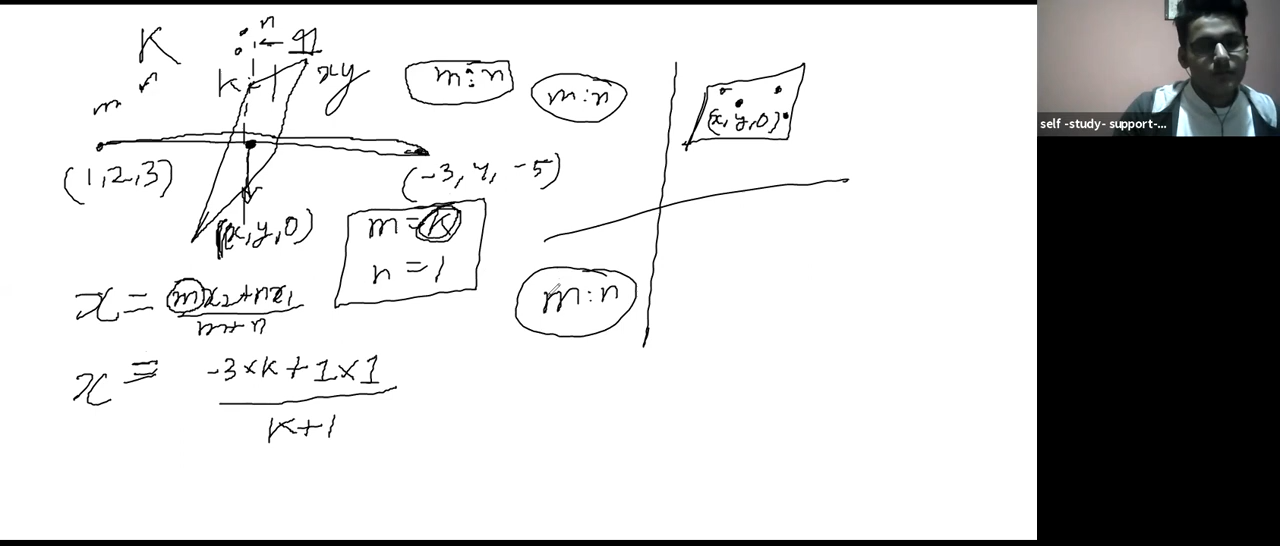 K
n
k : 1
xy
m
n
m : n
m : n
(x, y, 0)
(1, 2, 3)
(-3, 4, -5)
(x, y, 0)
m = K
n = 1
x = mx2+nx1
m+n
m : n
x = -3×K+1×1
K+1
self -study- support-...